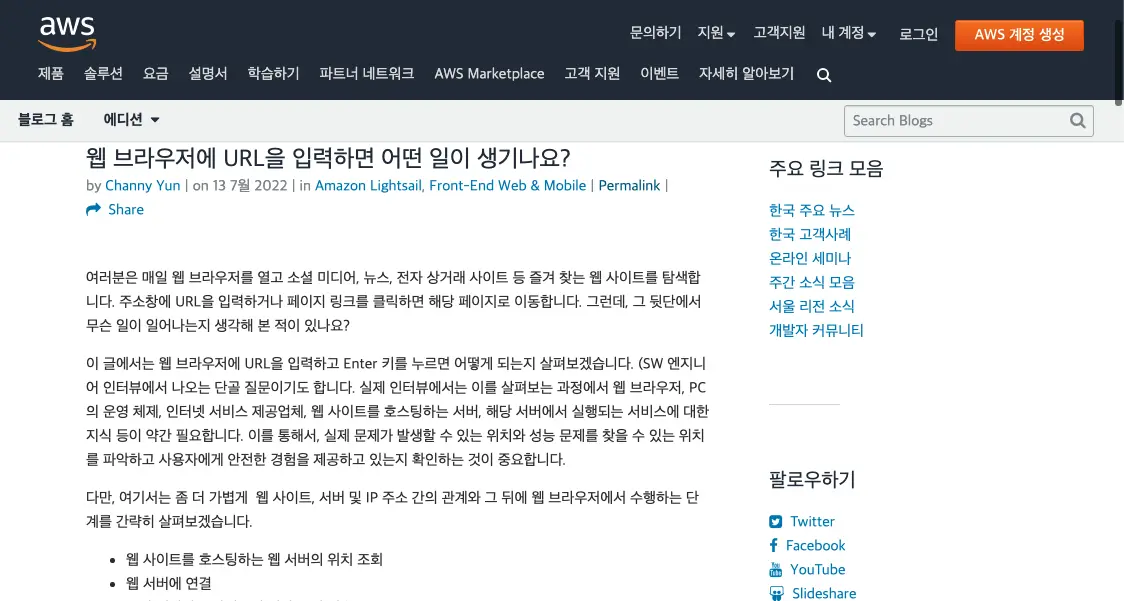 aws
문의하기 지원 고객지원 내 계정 로그인 AWS 계정 생성
제품 솔루션 요금 설명서 학습하기 파트너 네트워크 AWS Marketplace 고객 지원 이벤트 자세히 알아보기
블로그 홈 에디션 Search Blogs
웹 브라우저에 URL을 입력하면 어떤 일이 생기나요?
by Channy Yun | on 13 7월 2022 | in Amazon Lightsail, Front-End Web & Mobile | Permalink |
Share
여러분은 매일 웹 브라우저를 열고 소셜 미디어, 뉴스, 전자 상거래 사이트 등 즐겨 찾는 웹 사이트를 탐색합
니다. 주소창에 URL을 입력하거나 페이지 링크를 클릭하면 해당 페이지로 이동합니다. 그런데, 그 뒷단에서
무슨 일이 일어나는지 생각해 본 적이 있나요?
이 글에서는 웹 브라우저에 URL을 입력하고 Enter 키를 누르면 어떻게 되는지 살펴보겠습니다. (SW 엔지니
어 인터뷰에서 나오는 단골 질문이기도 합니다. 실제 인터뷰에서는 이를 살펴보는 과정에서 웹 브라우저, PC
의 운영 체제, 인터넷 서비스 제공업체, 웹 사이트를 호스팅하는 서버, 해당 서버에서 실행되는 서비스에 대한
지식 등이 약간 필요합니다. 이를 통해서, 실제 문제가 발생할 수 있는 위치와 성능 문제를 찾을 수 있는 위치
를 파악하고 사용자에게 안전한 경험을 제공하고 있는지 확인하는 것이 중요합니다.
다만, 여기서는 좀 더 가볍게 웹 사이트, 서버 및 IP 주소 간의 관계와 그 뒤에 웹 브라우저에서 수행하는 단
계를 간략히 살펴보겠습니다.
• 웹 사이트를 호스팅하는 웹 서버의 위치 조회
• 웹 서버에 연결
주요 링크 모음
한국 주요 뉴스
한국 고객사례
온라인 세미나
주간 소식 모음
서울 리전 소식
개발자 커뮤니티
팔로우하기
Twitter
Facebook
YouTube
Slideshare